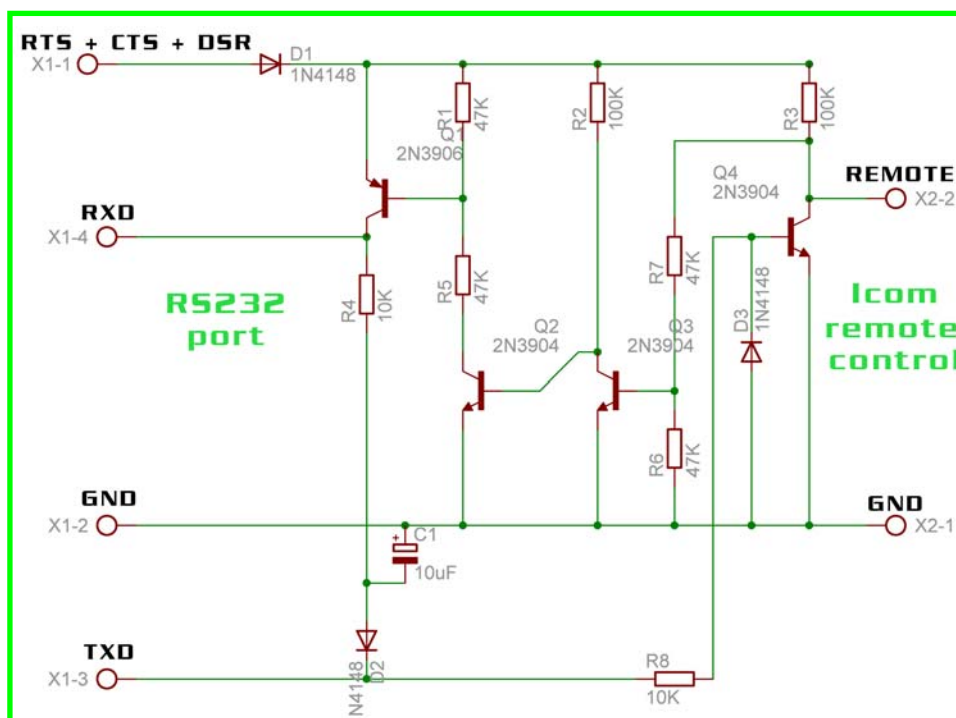 RTS + CTS + DSR
X1-1
D1
1N4148
R1
47K
R2
100K
R3
100K
Q1
2N3906
Q4
2N3904
REMOTE
X2-2
RXD
X1-4
RS232
port
R4
10K
R5
47K
R7
47K
D3
1N4148
Icom
remote
control
Q2
2N3904
Q3
2N3904
R6
47K
GND
X1-2
GND
X2-1
C1
+
10uF
TXD
X1-3
N4148
D2
R8
10K